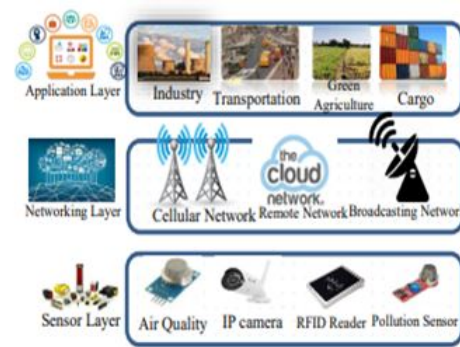 Application Layer
Industry
Transportation
Green
Agriculture
Cargo
Networking Layer
Cellular Network
the
cloud
network.
Remote Network
Broadcasting Network
Sensor Layer
Air Quality
IP camera
RFID Reader
Pollution Sensor